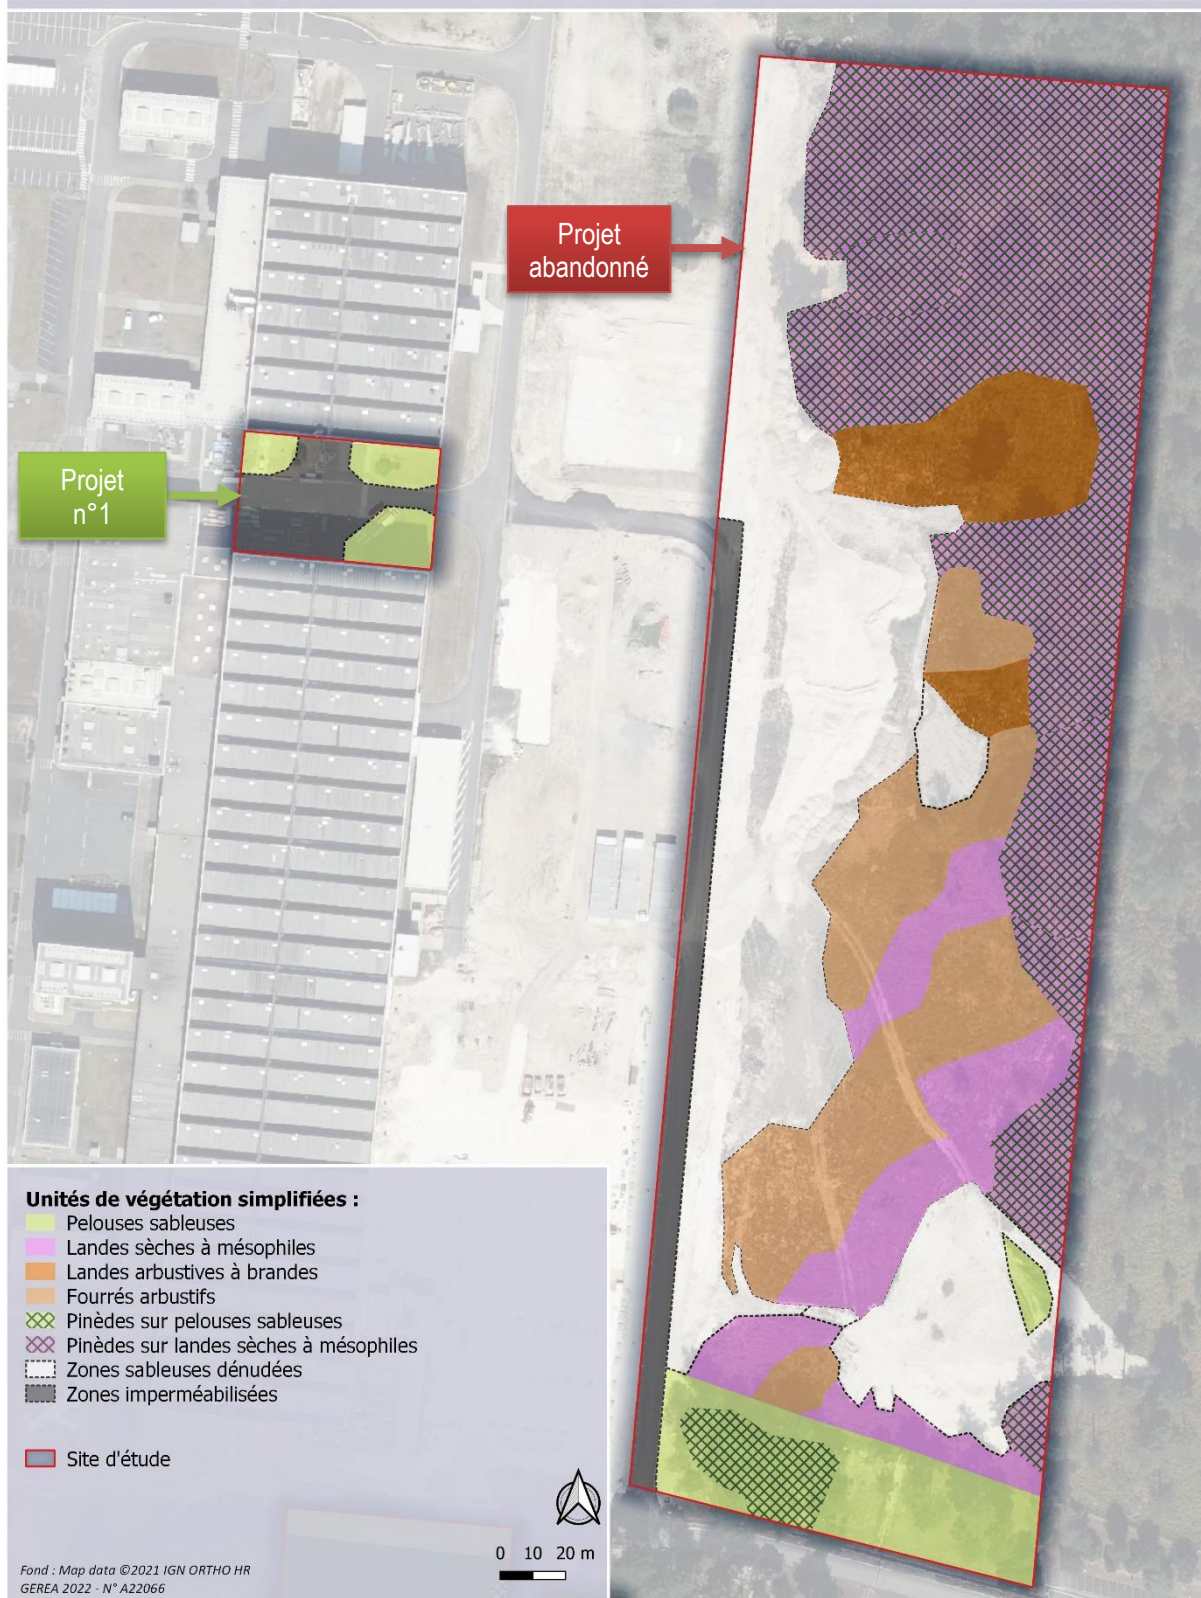 Projet
abandonné
Projet
n°1
Unités de végétation simplifiées :
Pelouses sableuses
Landes sèches à mésophiles
Landes arbustives à brandes
Fourrés arbustifs
Pinèdes sur pelouses sableuses
Pinèdes sur landes sèches à mésophiles
Zones sableuses dénudées
Zones imperméabilisées
Site d'étude
0 10 20 m
Fond : Map data ©2021 IGN ORTHO HR
GEREA 2022 - N° A22066